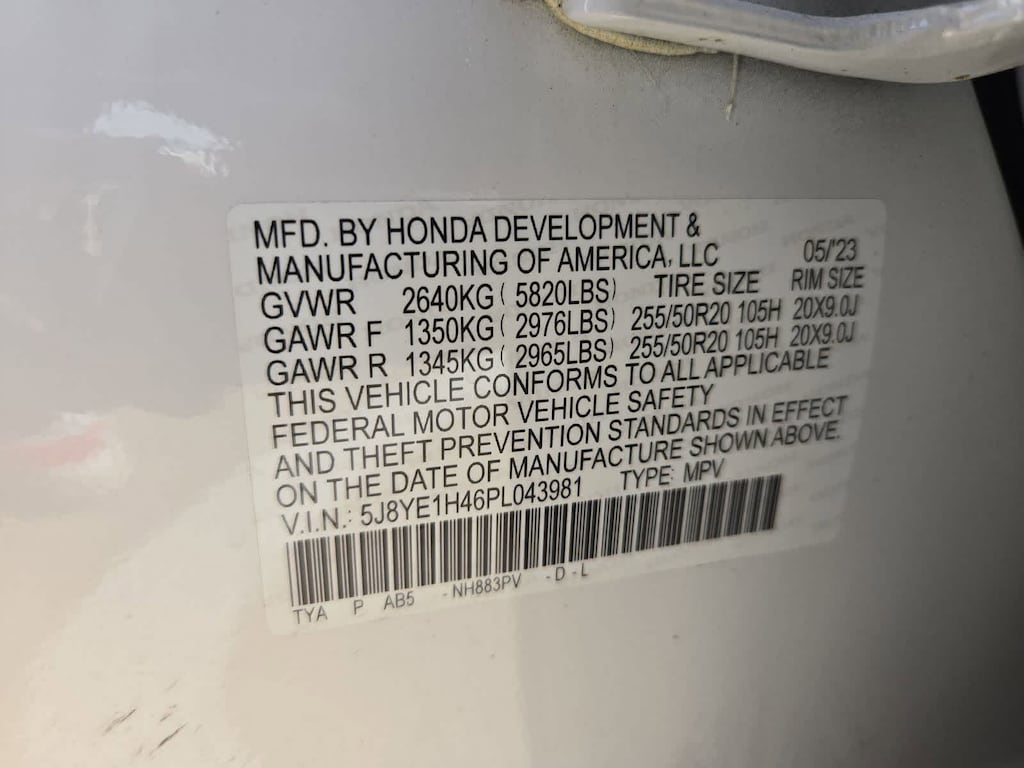 MFD. BY HONDA DEVELOPMENT &
MANUFACTURING OF AMERICA, LLC 05/'23
GVWR 2640KG ( 5820LBS) TIRE SIZE RIM SIZE
GAWR F 1350KG ( 2976LBS) 255/50R20 105H 20X9.0J
GAWR R 1345KG ( 2965LBS) 255/50R20 105H 20X9.0J
THIS VEHICLE CONFORMS TO ALL APPLICABLE
FEDERAL MOTOR VEHICLE SAFETY
AND THEFT PREVENTION STANDARDS IN EFFECT
ON THE DATE OF MANUFACTURE SHOWN ABOVE.
V.I.N.: 5J8YE1H46PL043981 TYPE: MPV
TYA P AB5 - NH883PV - D - L